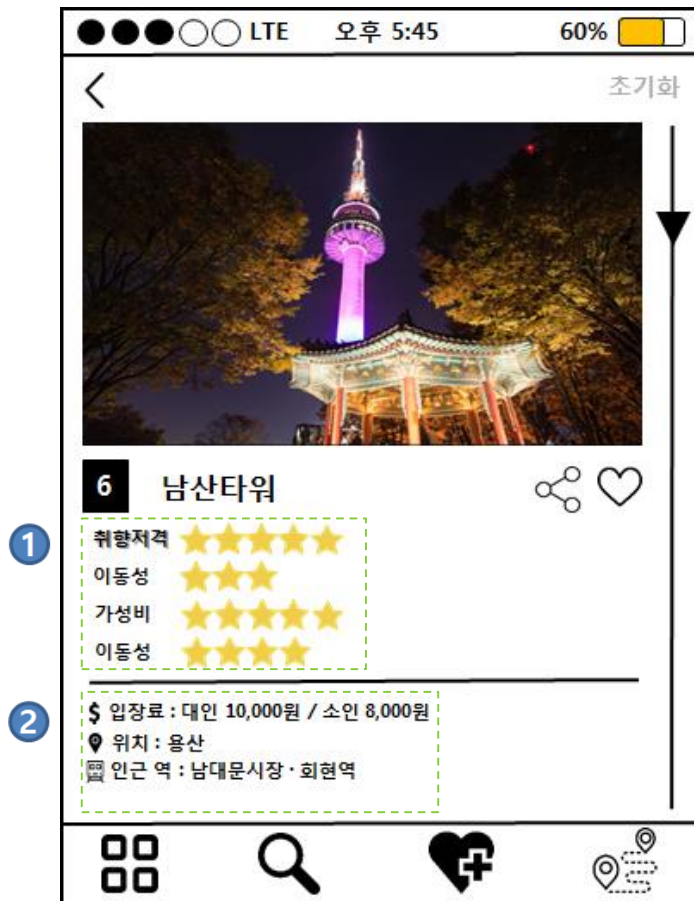 LTE 오후 5:45 60%
초기화
6 남산타워
1
취향저격
이동성
가성비
이동성
2
$ 입장료 : 대인 10,000원 / 소인 8,000원
위치 : 용산
인근 역 : 남대문시장 · 회현역